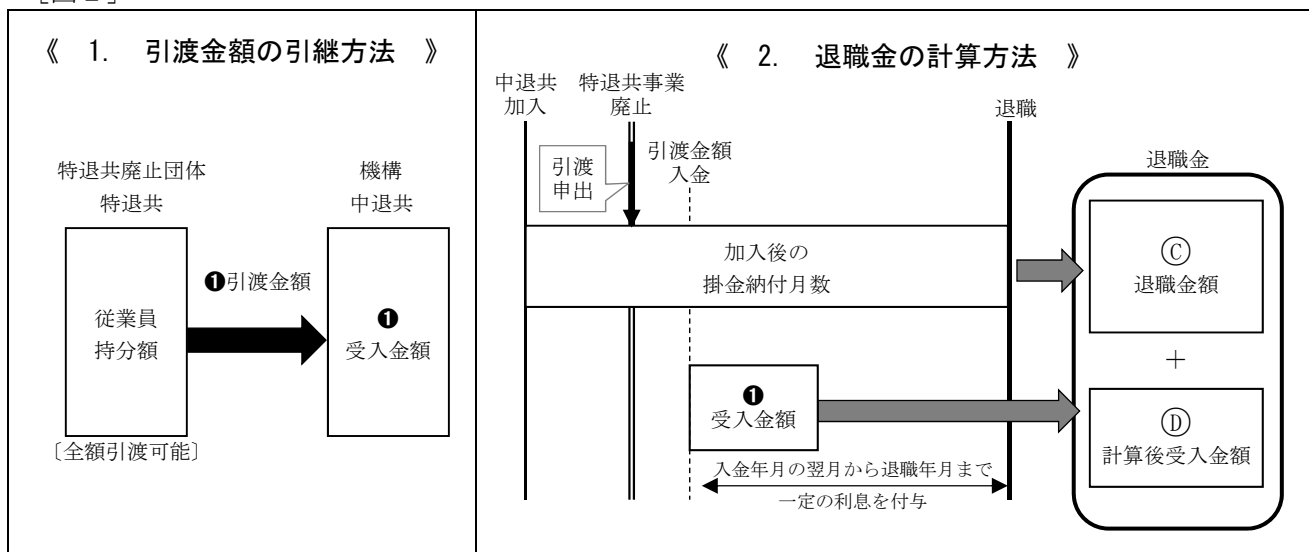 《 1. 引渡金額の引継方法 》
特退共廃止団体
特退共
機構
中退共
従業員
持分額
❶引渡金額
❶
受入金額
〔全額引渡可能〕
《 2. 退職金の計算方法 》
中退共
加入
特退共事業
廃止
退職
引渡
申出
引渡金額
入金
退職金
加入後の
掛金納付月数
Ⓒ
退職金額
+
❶
受入金額
Ⓓ
計算後受入金額
入金年月の翌月から退職年月まで
一定の利息を付与